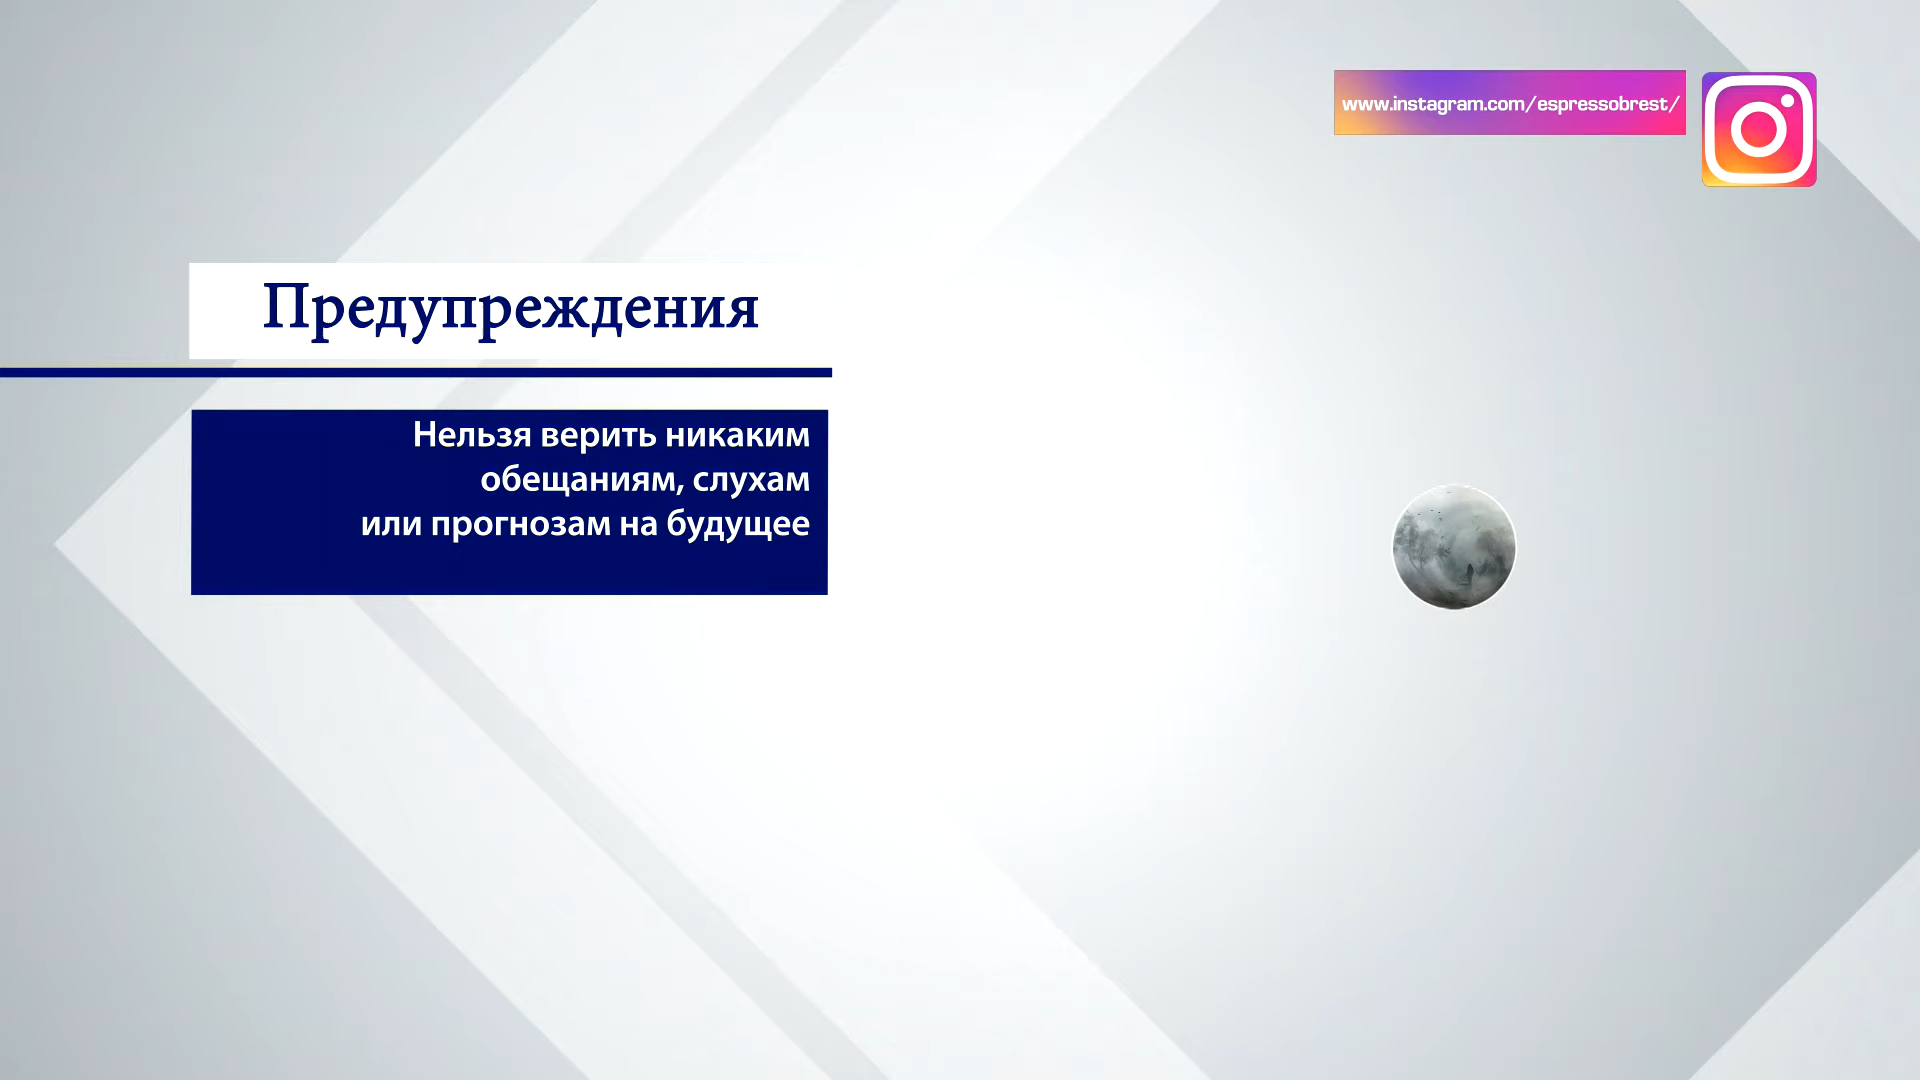 www.instagram.com/espressobrest/
Предупреждения
Нельзя верить никаким
обещаниям, слухам
или прогнозам на будущее